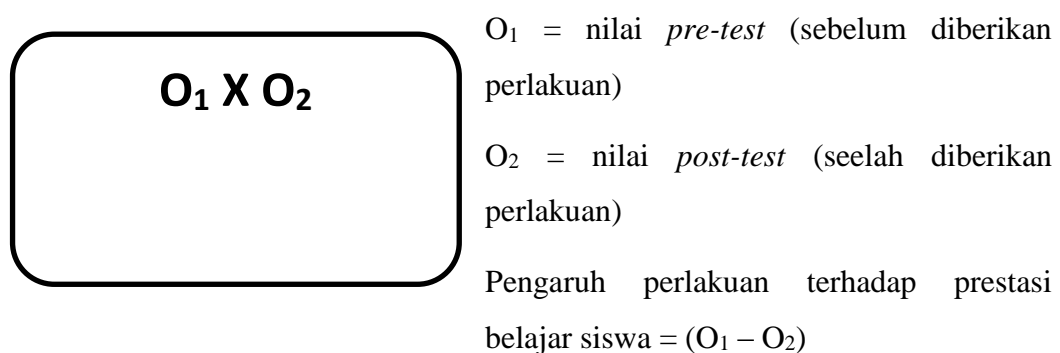 O₁ X O₂
O₁ = nilai pre-test (sebelum diberikan
perlakuan)
O₂ = nilai post-test (seelah diberikan
perlakuan)
Pengaruh perlakuan terhadap prestasi
belajar siswa = (O₁ – O₂)